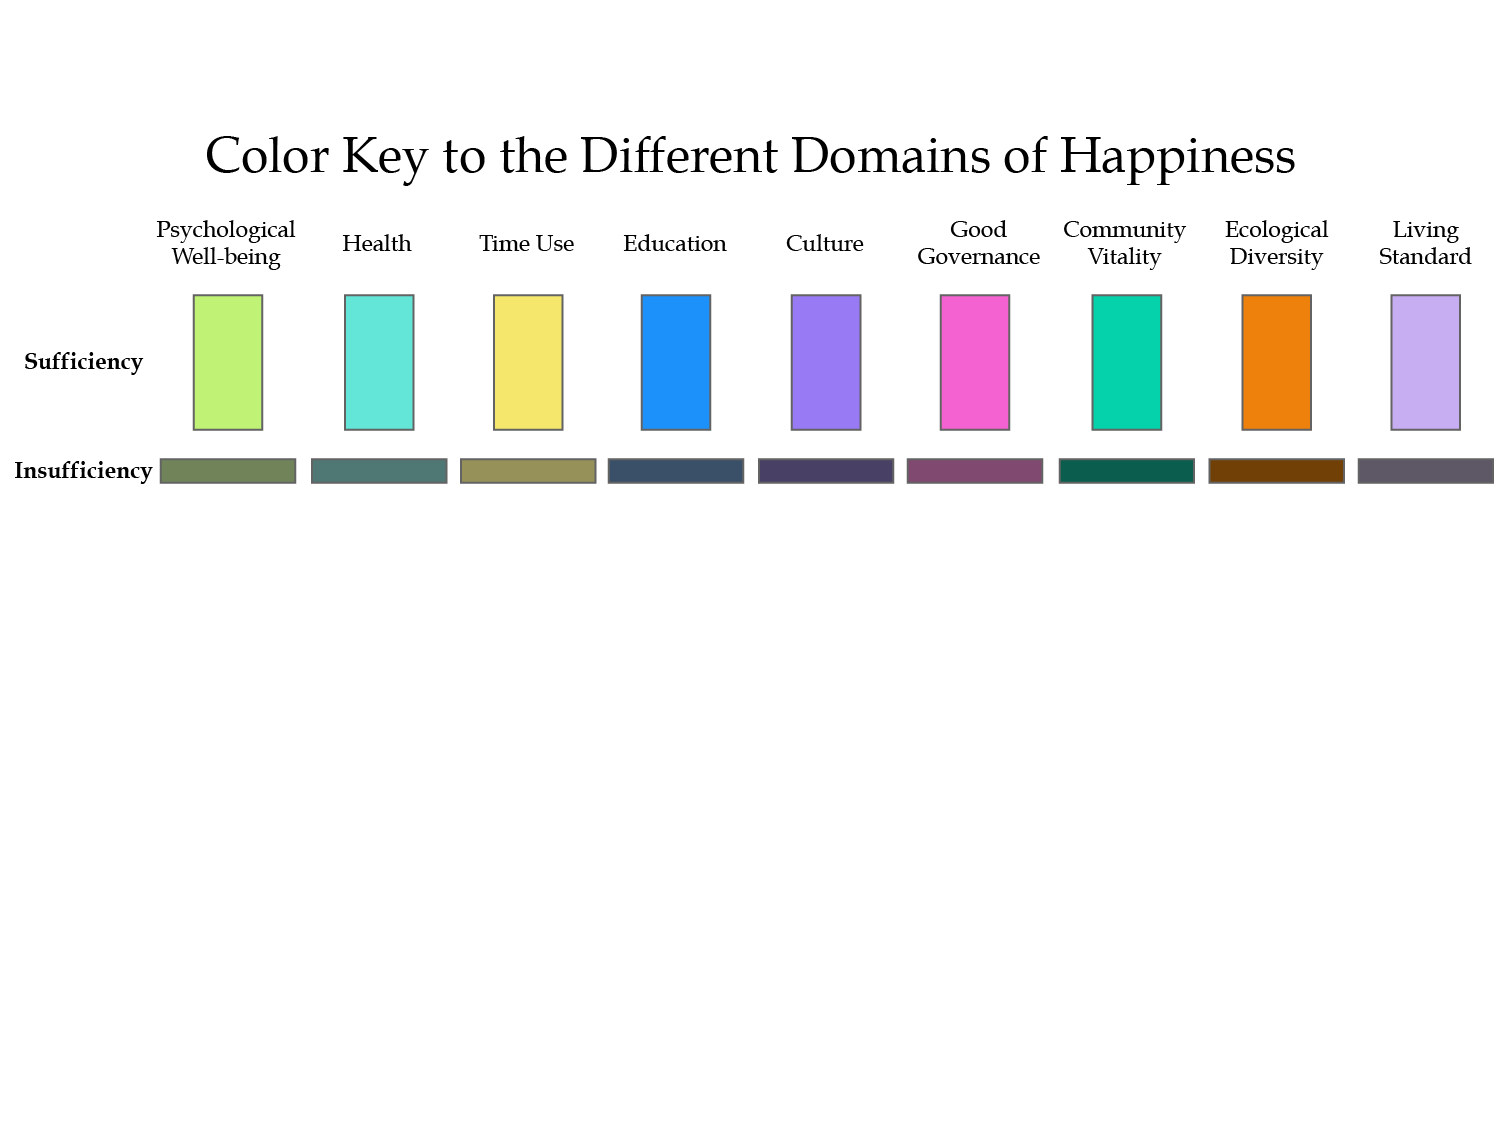 Color Key to the Different Domains of Happiness
Psychological
Well-being
Health
Time Use
Education
Culture
Good
Governance
Community
Vitality
Ecological
Diversity
Living
Standard
Sufficiency
Insufficiency